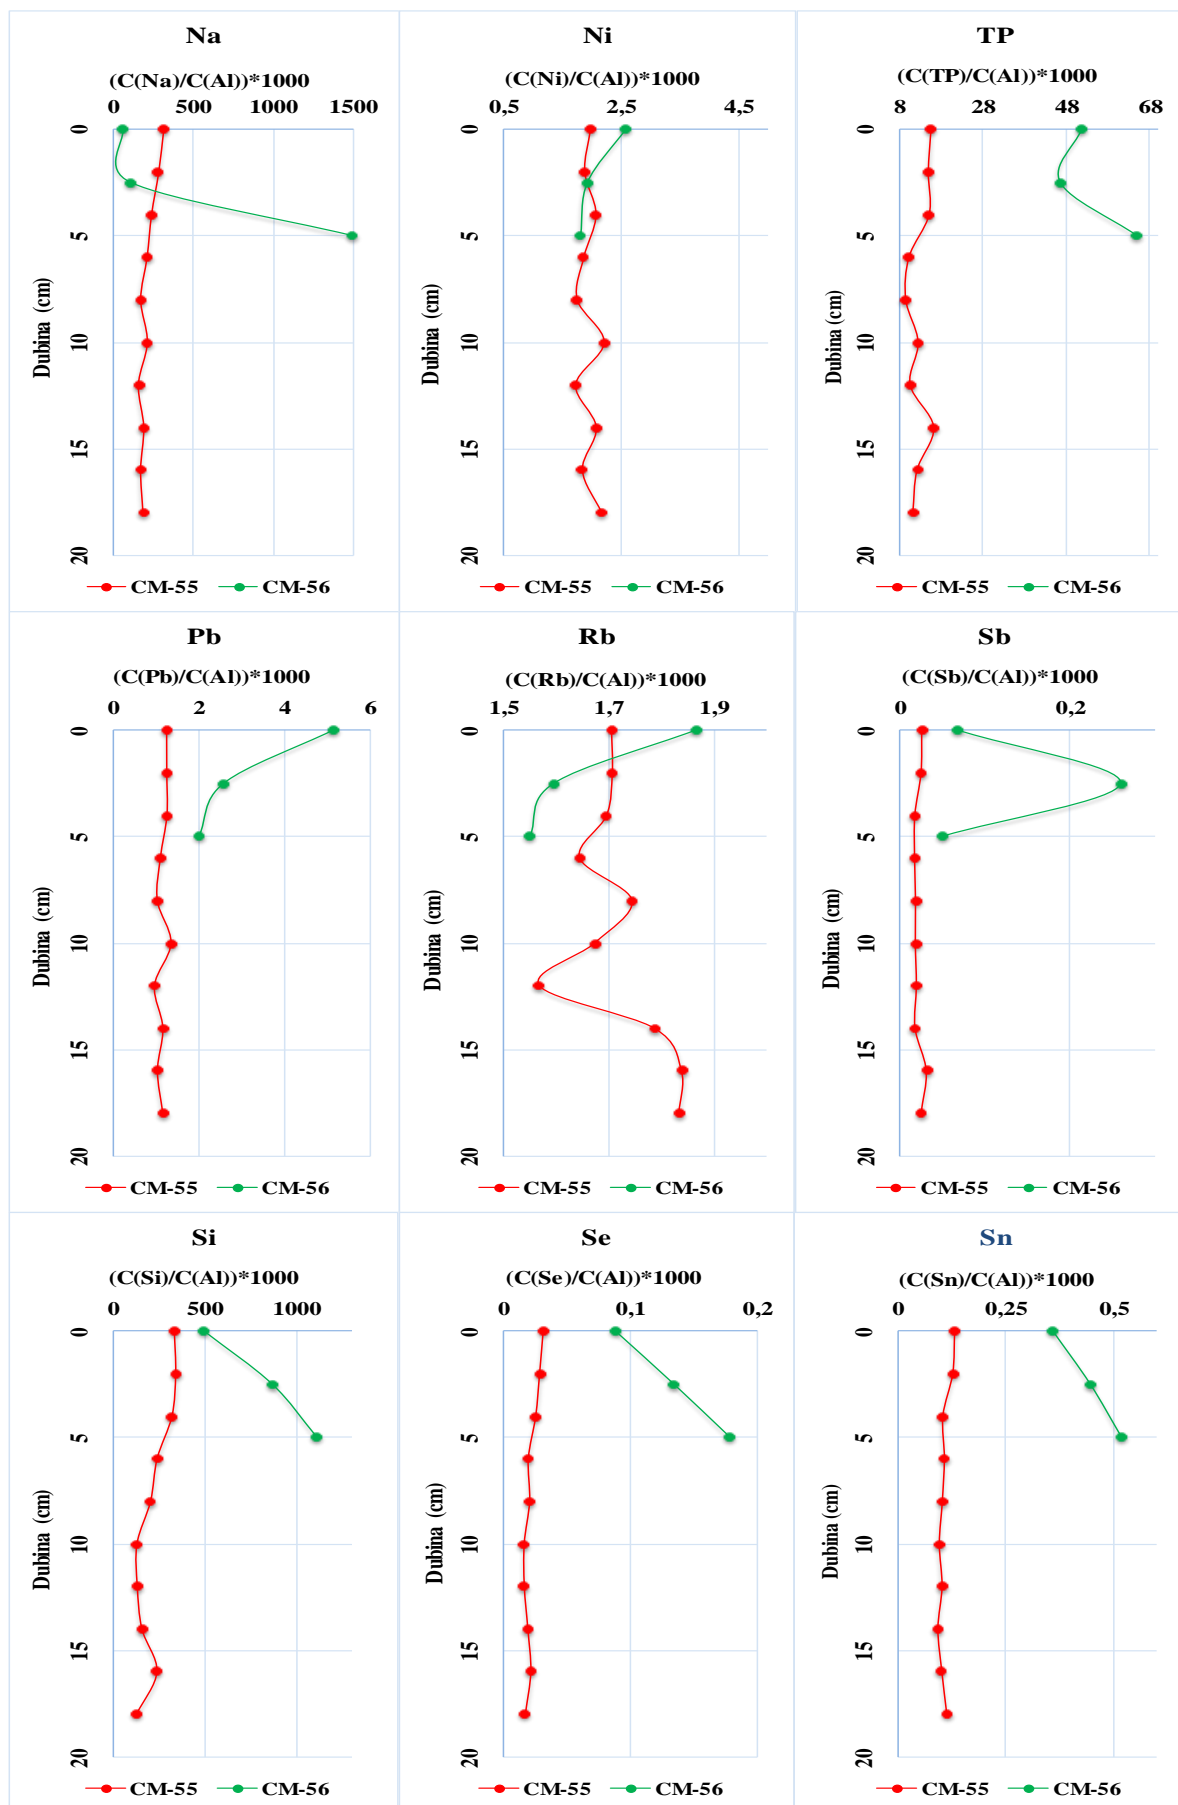 Na
(C(Na)/C(Al))*1000
0 500 1000 1500
0
5
10
15
20
Dubina (cm)
CM-55 CM-56
Ni
(C(Ni)/C(Al))*1000
0,5 2,5 4,5
0
5
10
15
20
Dubina (cm)
CM-55 CM-56
TP
(C(TP)/C(Al))*1000
8 28 48 68
0
5
10
15
20
Dubina (cm)
CM-55 CM-56
Pb
(C(Pb)/C(Al))*1000
0 2 4 6
0
5
10
15
20
Dubina (cm)
CM-55 CM-56
Rb
(C(Rb)/C(Al))*1000
1,5 1,7 1,9
0
5
10
15
20
Dubina (cm)
CM-55 CM-56
Sb
(C(Sb)/C(Al))*1000
0 0,2
0
5
10
15
20
Dubina (cm)
CM-55 CM-56
Si
(C(Si)/C(Al))*1000
0 500 1000
0
5
10
15
20
Dubina (cm)
CM-55 CM-56
Se
(C(Se)/C(Al))*1000
0 0,1 0,2
0
5
10
15
20
Dubina (cm)
CM-55 CM-56
Sn
(C(Sn)/C(Al))*1000
0 0,25 0,5
0
5
10
15
20
Dubina (cm)
CM-55 CM-56